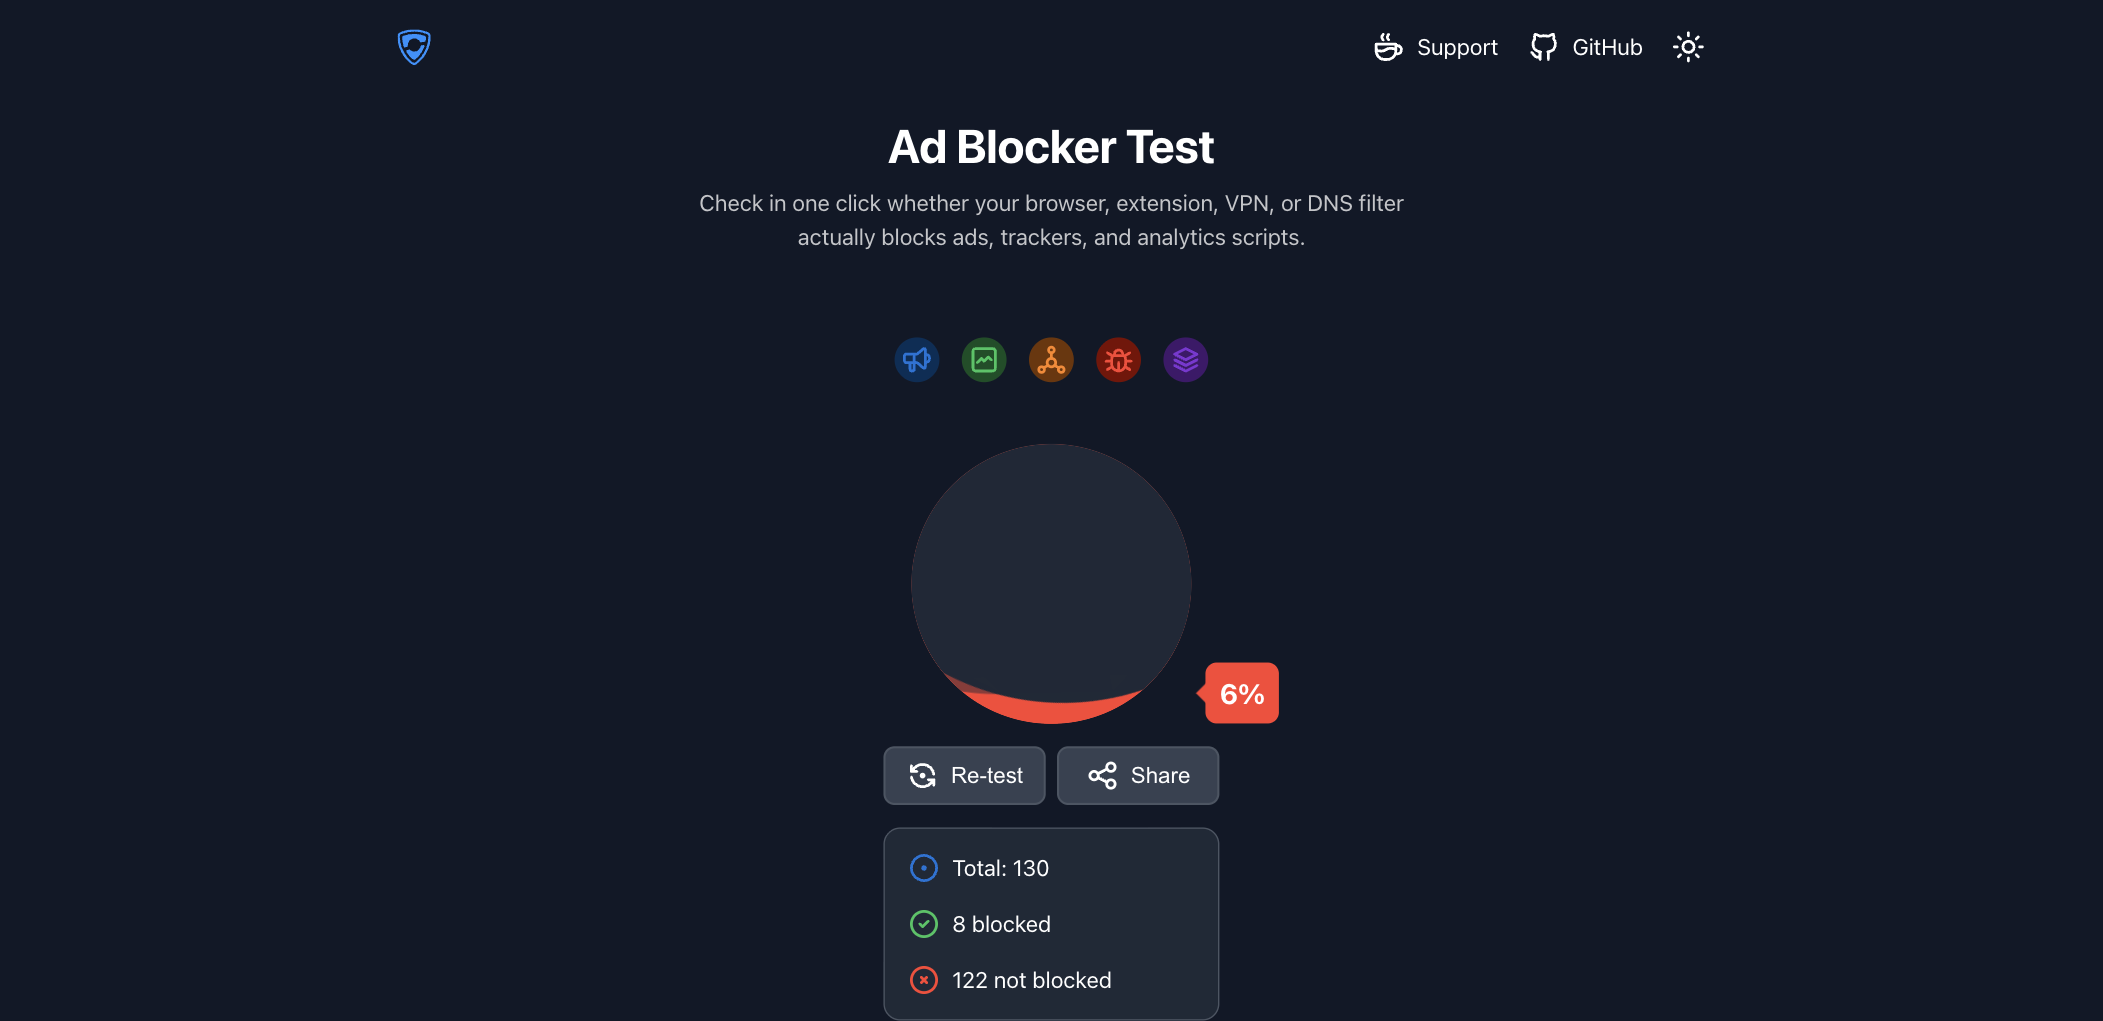 Support GitHub
Ad Blocker Test
Check in one click whether your browser, extension, VPN, or DNS filter
actually blocks ads, trackers, and analytics scripts.
6%
Re-test Share
Total: 130
8 blocked
122 not blocked